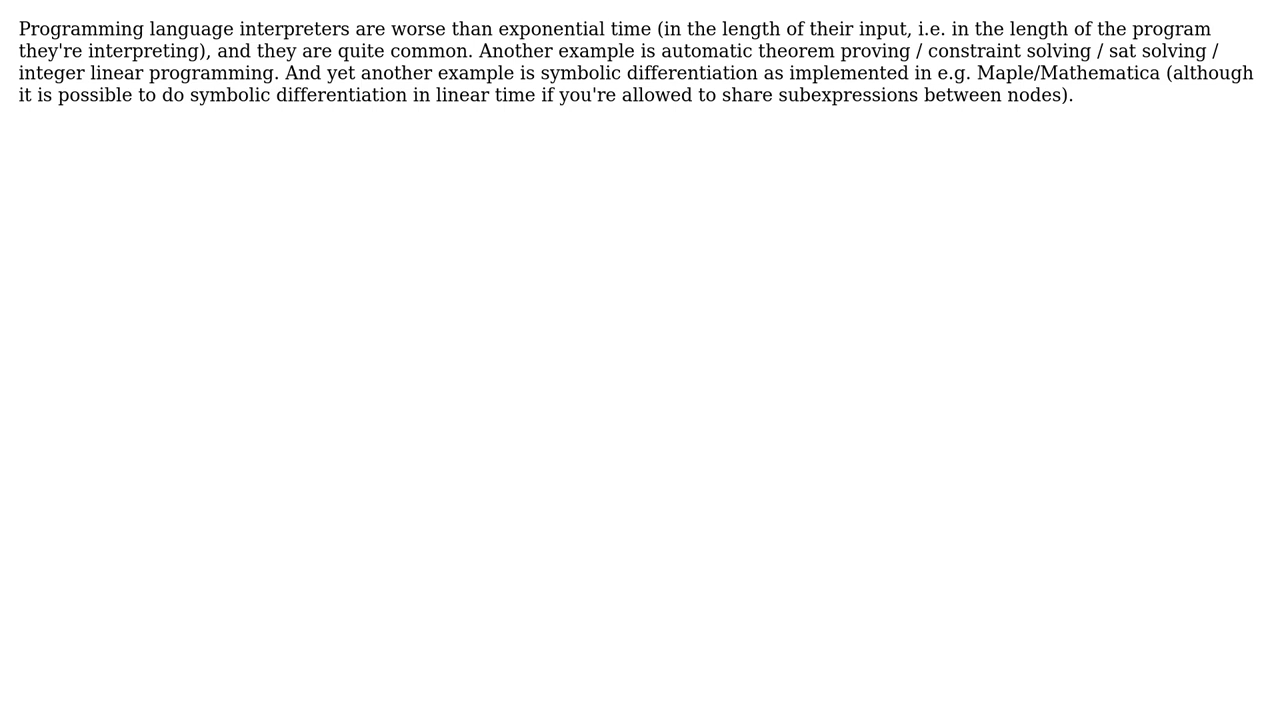 Programming language interpreters are worse than exponential time (in the length of their input, i.e. in the length of the program
they're interpreting), and they are quite common. Another example is automatic theorem proving / constraint solving / sat solving /
integer linear programming. And yet another example is symbolic differentiation as implemented in e.g. Maple/Mathematica (although
it is possible to do symbolic differentiation in linear time if you're allowed to share subexpressions between nodes).